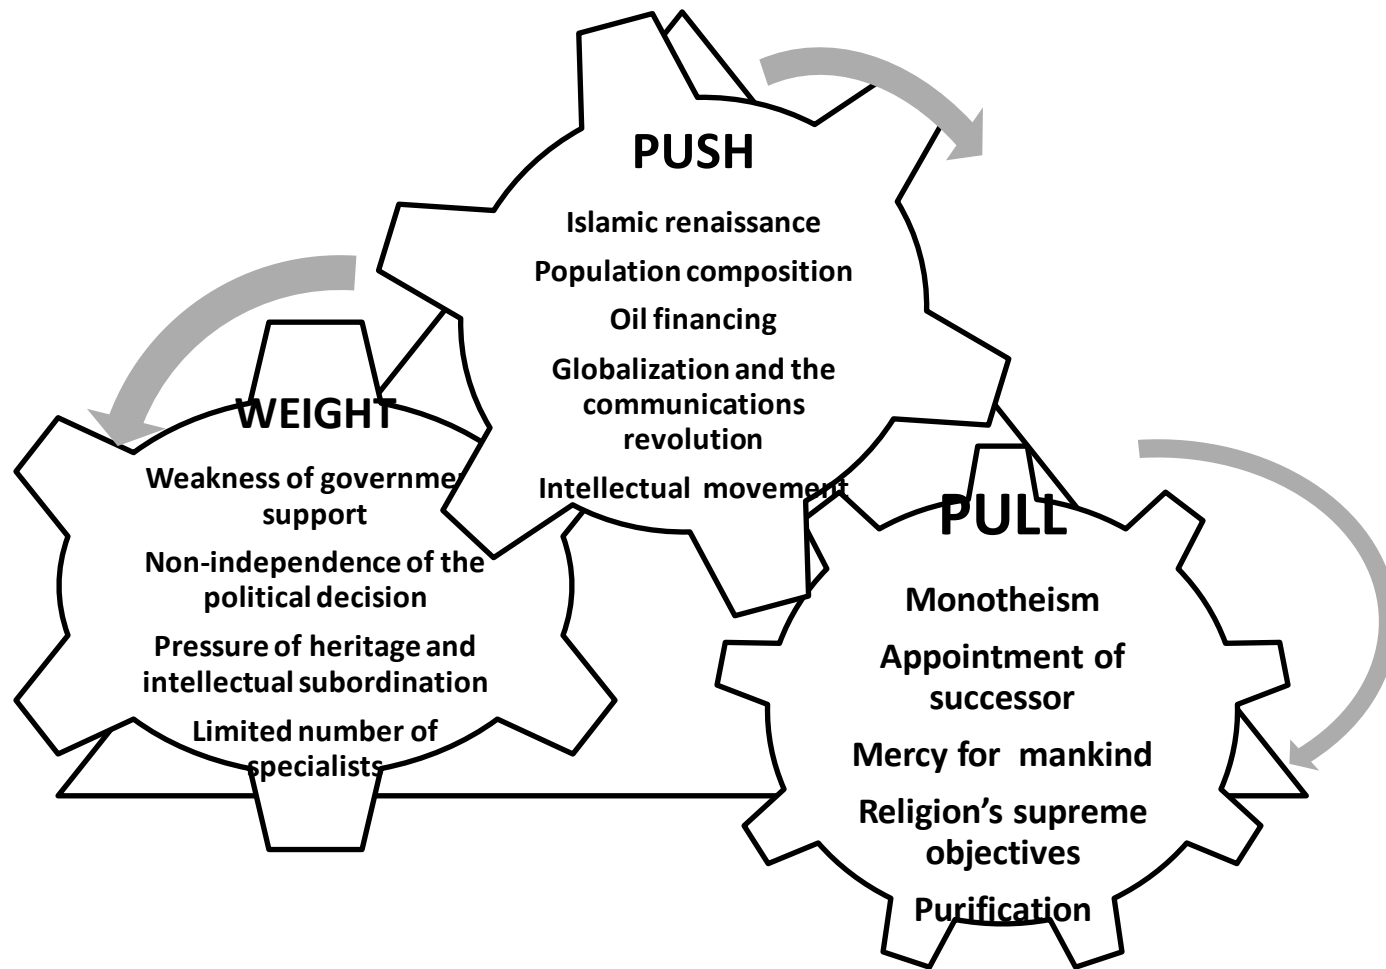 PUSH
Islamic renaissance
Population composition
Oil financing
Globalization and the
communications
revolution
Intellectual movement
WEIGHT
Weakness of governme
support
Non-independence of the
political decision
Pressure of heritage and
intellectual subordination
Limited number of
specialists
PULL
Monotheism
Appointment of
successor
Mercy for mankind
Religion’s supreme
objectives
Purification